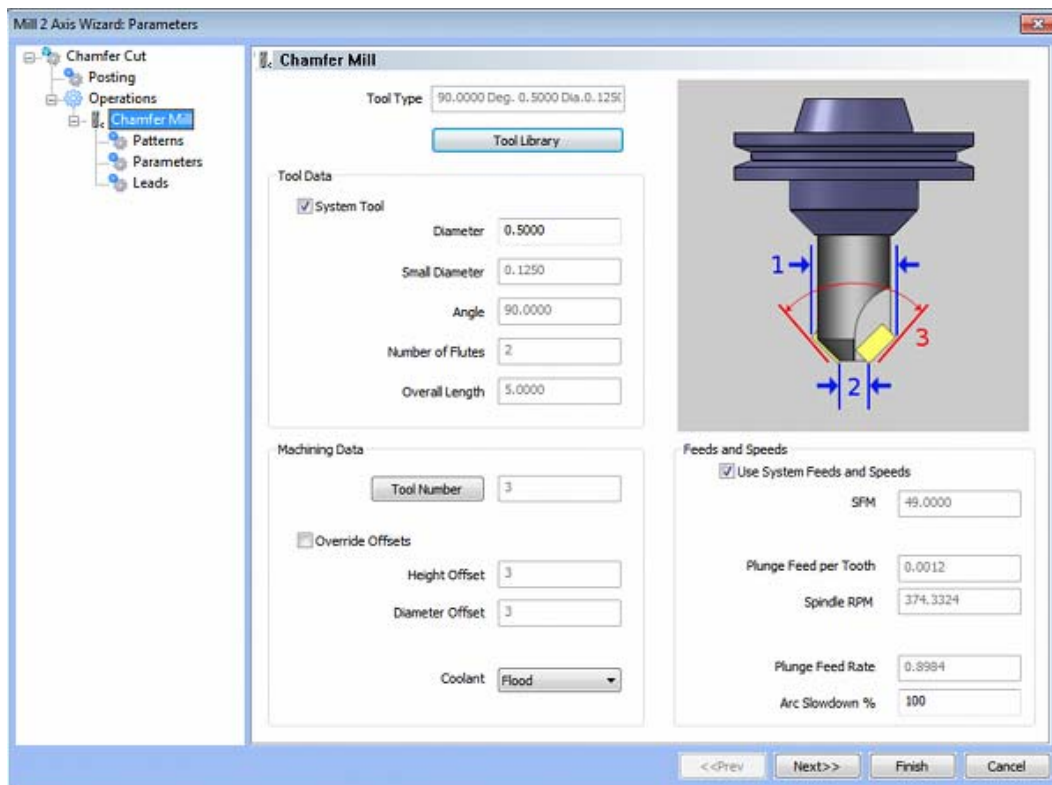 Mill 2 Axis Wizard: Parameters
Chamfer Cut
Posting
Operations
Chamfer Mill
Patterns
Parameters
Leads
Chamfer Mill
Tool Type 90.0000 Deg. 0.5000 Dia.0.125(
Tool Library
Tool Data
System Tool
Diameter 0.5000
Small Diameter 0.1250
Angle 90.0000
Number of Flutes 2
Overall Length 5.0000
1
3
2
Machining Data
Tool Number 3
Override Offsets
Height Offset 3
Diameter Offset 3
Coolant Flood
Feeds and Speeds
Use System Feeds and Speeds
SFM 49.0000
Plunge Feed per Tooth 0.0012
Spindle RPM 374.3324
Plunge Feed Rate 0.8984
Arc Slowdown % 100
<<Prev Next>> Finish Cancel